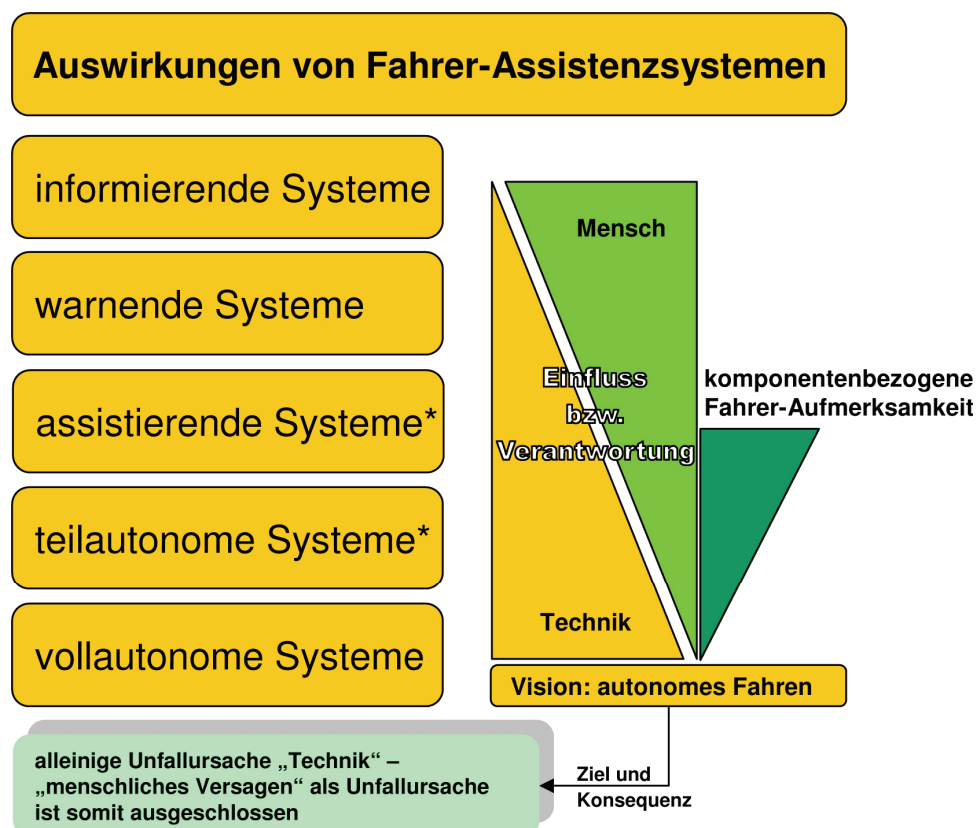 Auswirkungen von Fahrer-Assistenzsystemen
informierende Systeme
warnende Systeme
assistierende Systeme*
teilautonome Systeme*
vollautonome Systeme
Mensch
Einfluss
bzw.
Verantwortung
Technik
komponentenbezogene
Fahrer-Aufmerksamkeit
Vision: autonomes Fahren
Ziel und
Konsequenz
alleinige Unfallursache „Technik“ –
„menschliches Versagen“ als Unfallursache
ist somit ausgeschlossen